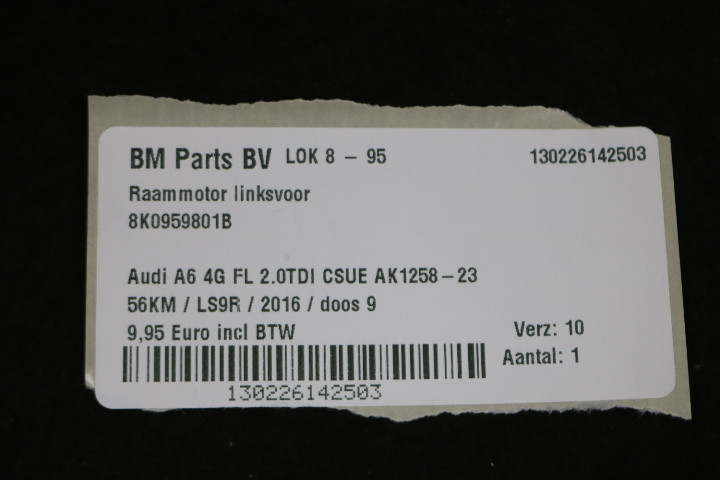 BM Parts BV LOK 8 - 95 130226142503
Raammotor linksvoor
8K0959801B
Audi A6 4G FL 2.0TDI CSUE AK1258-23
56KM / LS9R / 2016 / doos 9
9,95 Euro incl BTW Verz: 10
Aantal: 1
130226142503